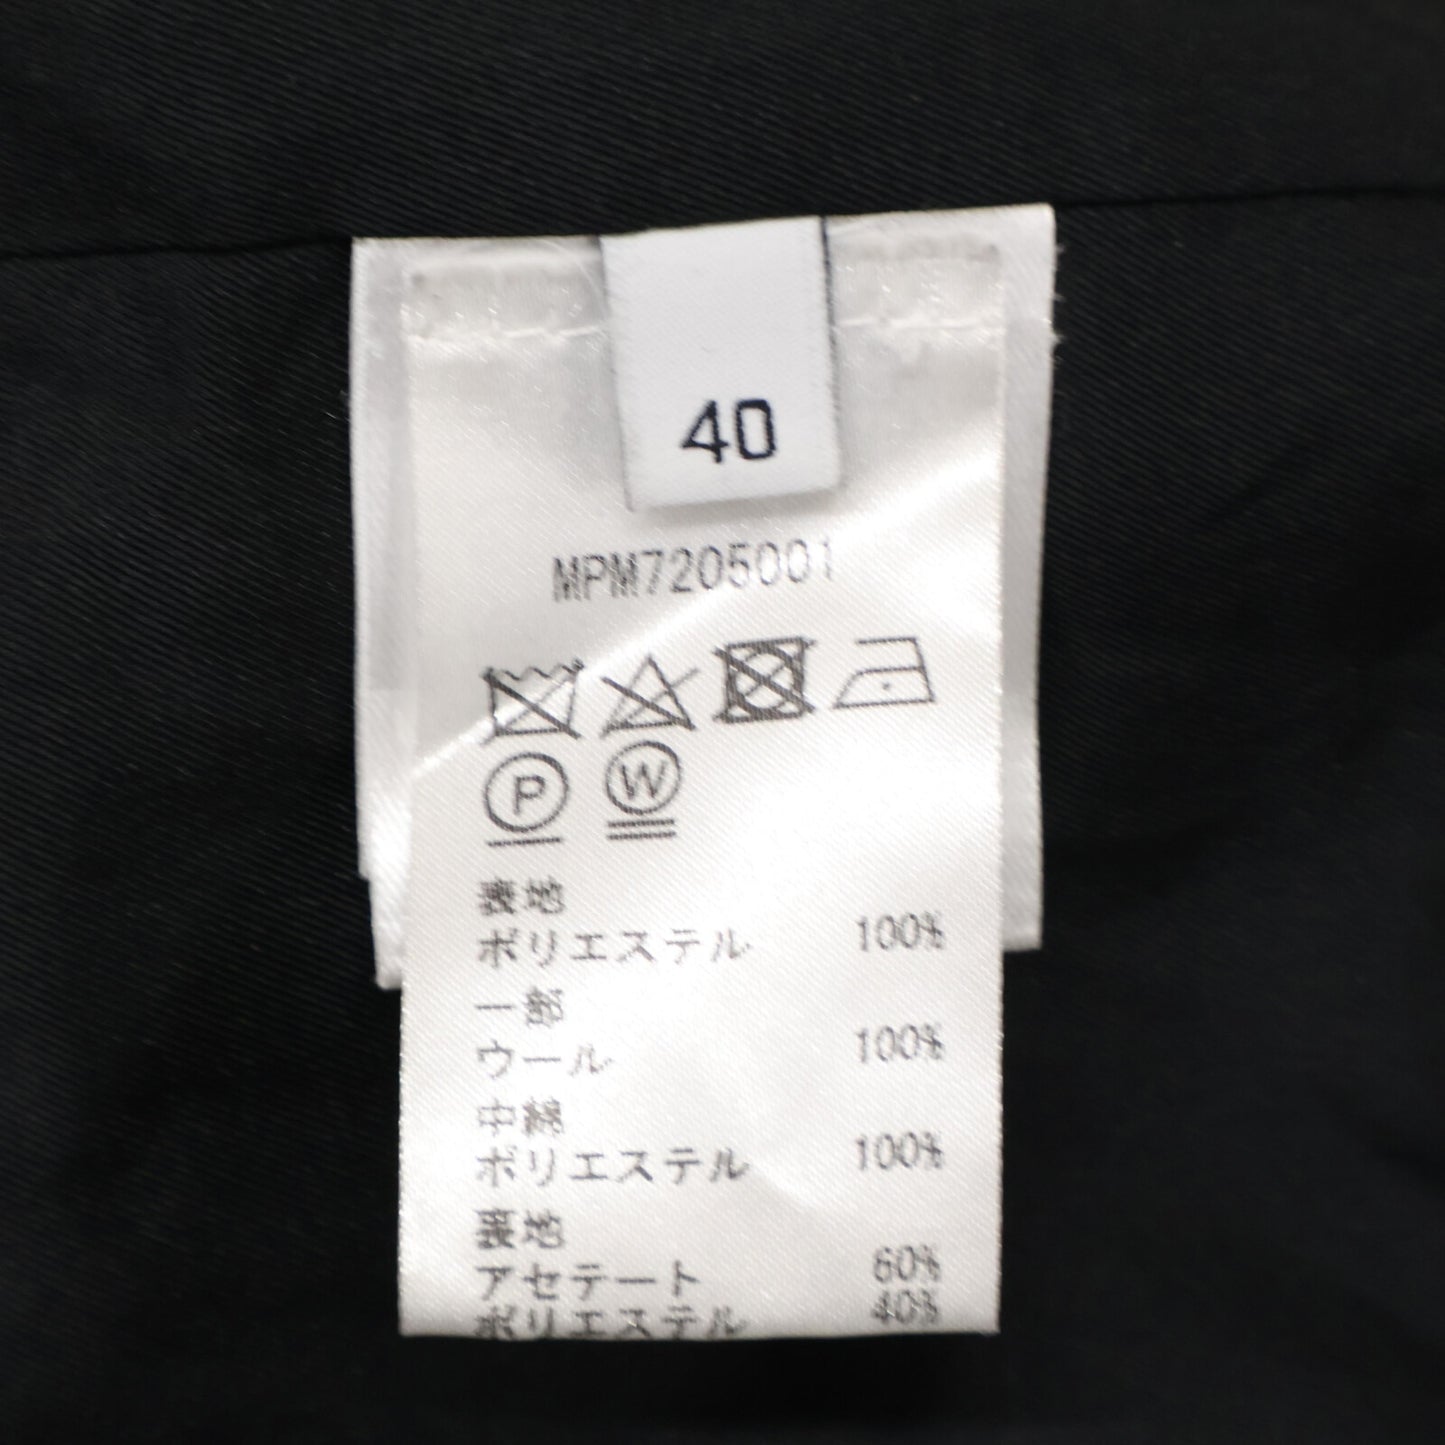 40
MPM7205001
P W
表地
ポリエステル 100%
一部
ウール 100%
中綿
ポリエステル 100%
裏地
アセテート 60%
ポリエステル 40%